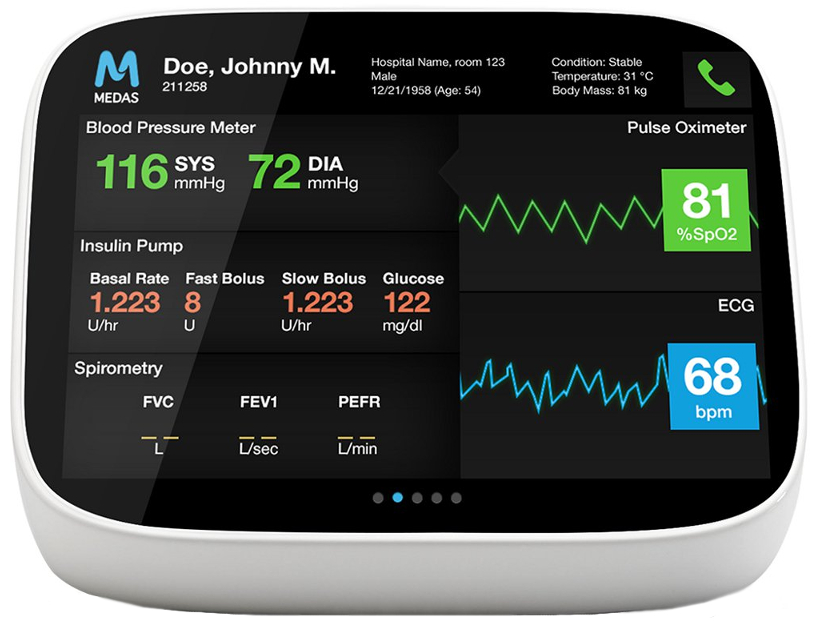 MEDAS
Doe, Johnny M.
211258
Hospital Name, room 123
Male
12/21/1958 (Age: 54)
Condition: Stable
Temperature: 31 °C
Body Mass: 81 kg
Blood Pressure Meter
116 SYS mmHg 72 DIA mmHg
Insulin Pump
Basal Rate Fast Bolus Slow Bolus Glucose
1.223 8 1.223 122
U/hr U U/hr mg/dl
Spirometry
FVC FEV1 PEFR
_ _ _ _ _ _
L L/sec L/min
Pulse Oximeter
81
%SpO2
ECG
68
bpm